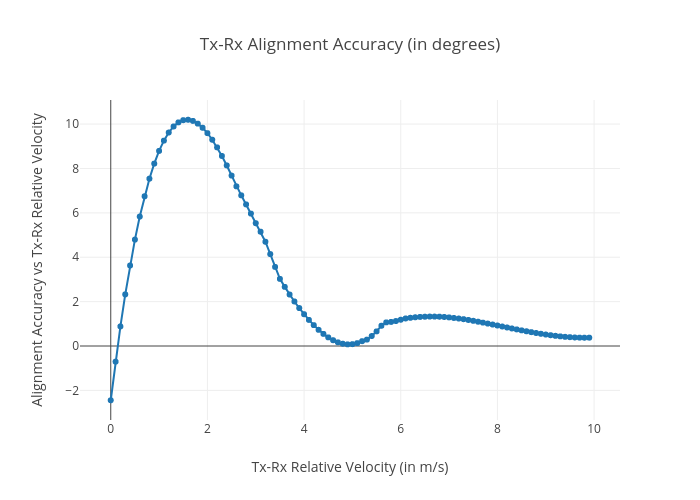 Tx-Rx Alignment Accuracy (in degrees)
Alignment Accuracy vs Tx-Rx Relative Velocity
10
8
6
4
2
0
−2
0 2 4 6 8 10
Tx-Rx Relative Velocity (in m/s)